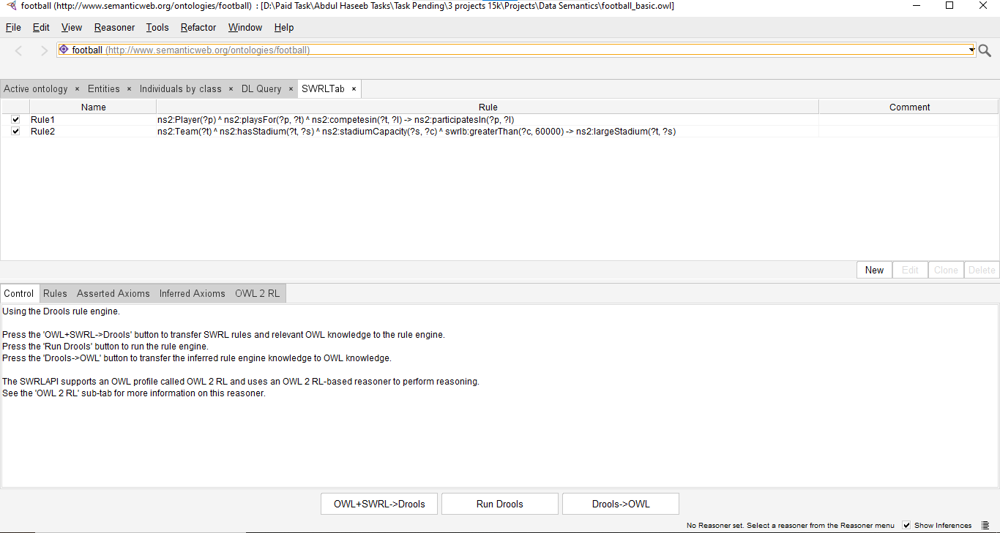 football (http://www.semanticweb.org/ontologies/football) : [D:\Paid Task\Abdul Haseeb Tasks\Task Pending\3 projects 15k\Projects\Data Semantics\football_basic.owl]
File Edit View Reasoner Tools Refactor Window Help
football (http://www.semanticweb.org/ontologies/football)
Active ontology × Entities × Individuals by class × DL Query × SWRLTab ×
Name Rule Comment
Rule1 ns2:Player(?p) ^ ns2:playsFor(?p, ?t) ^ ns2:competesin(?t, ?l) -> ns2:participatesIn(?p, ?l)
Rule2 ns2:Team(?t) ^ ns2:hasStadium(?t, ?s) ^ ns2:stadiumCapacity(?s, ?c) ^ swrlb:greaterThan(?c, 60000) -> ns2:largeStadium(?t, ?s)
New Edit Clone Delete
Control Rules Asserted Axioms Inferred Axioms OWL 2 RL
Using the Drools rule engine.
Press the 'OWL+SWRL->Drools' button to transfer SWRL rules and relevant OWL knowledge to the rule engine.
Press the 'Run Drools' button to run the rule engine.
Press the 'Drools->OWL' button to transfer the inferred rule engine knowledge to OWL knowledge.
The SWRLAPI supports an OWL profile called OWL 2 RL and uses an OWL 2 RL-based reasoner to perform reasoning.
See the 'OWL 2 RL' sub-tab for more information on this reasoner.
OWL+SWRL->Drools Run Drools Drools->OWL
No Reasoner set. Select a reasoner from the Reasoner menu Show Inferences